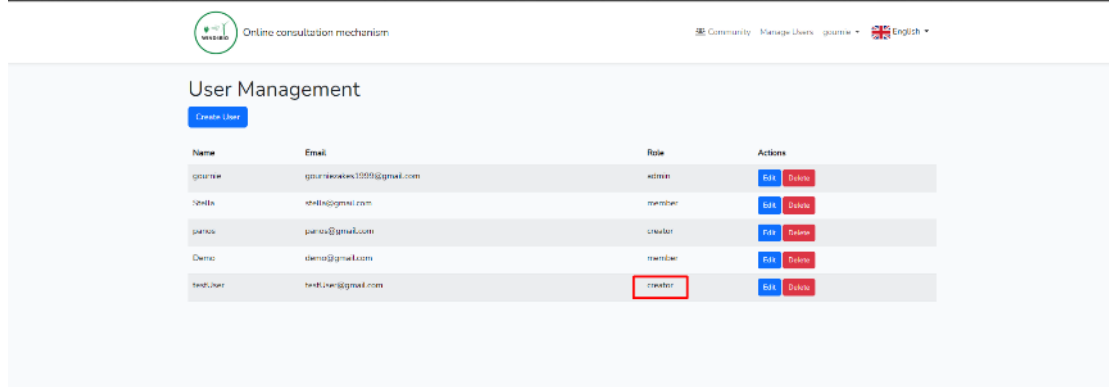 WIND4BIO
Online consultation mechanism
Community Manage Users gournie English
User Management
Create User
Name Email Role Actions
gournie admin Edit Delete
Stella stella@gmail.com member Edit Delete
panos panos@gmail.com creator Edit Delete
Demo demo@gmail.com member Edit Delete
testUser testUser@gmail.com creator Edit Delete